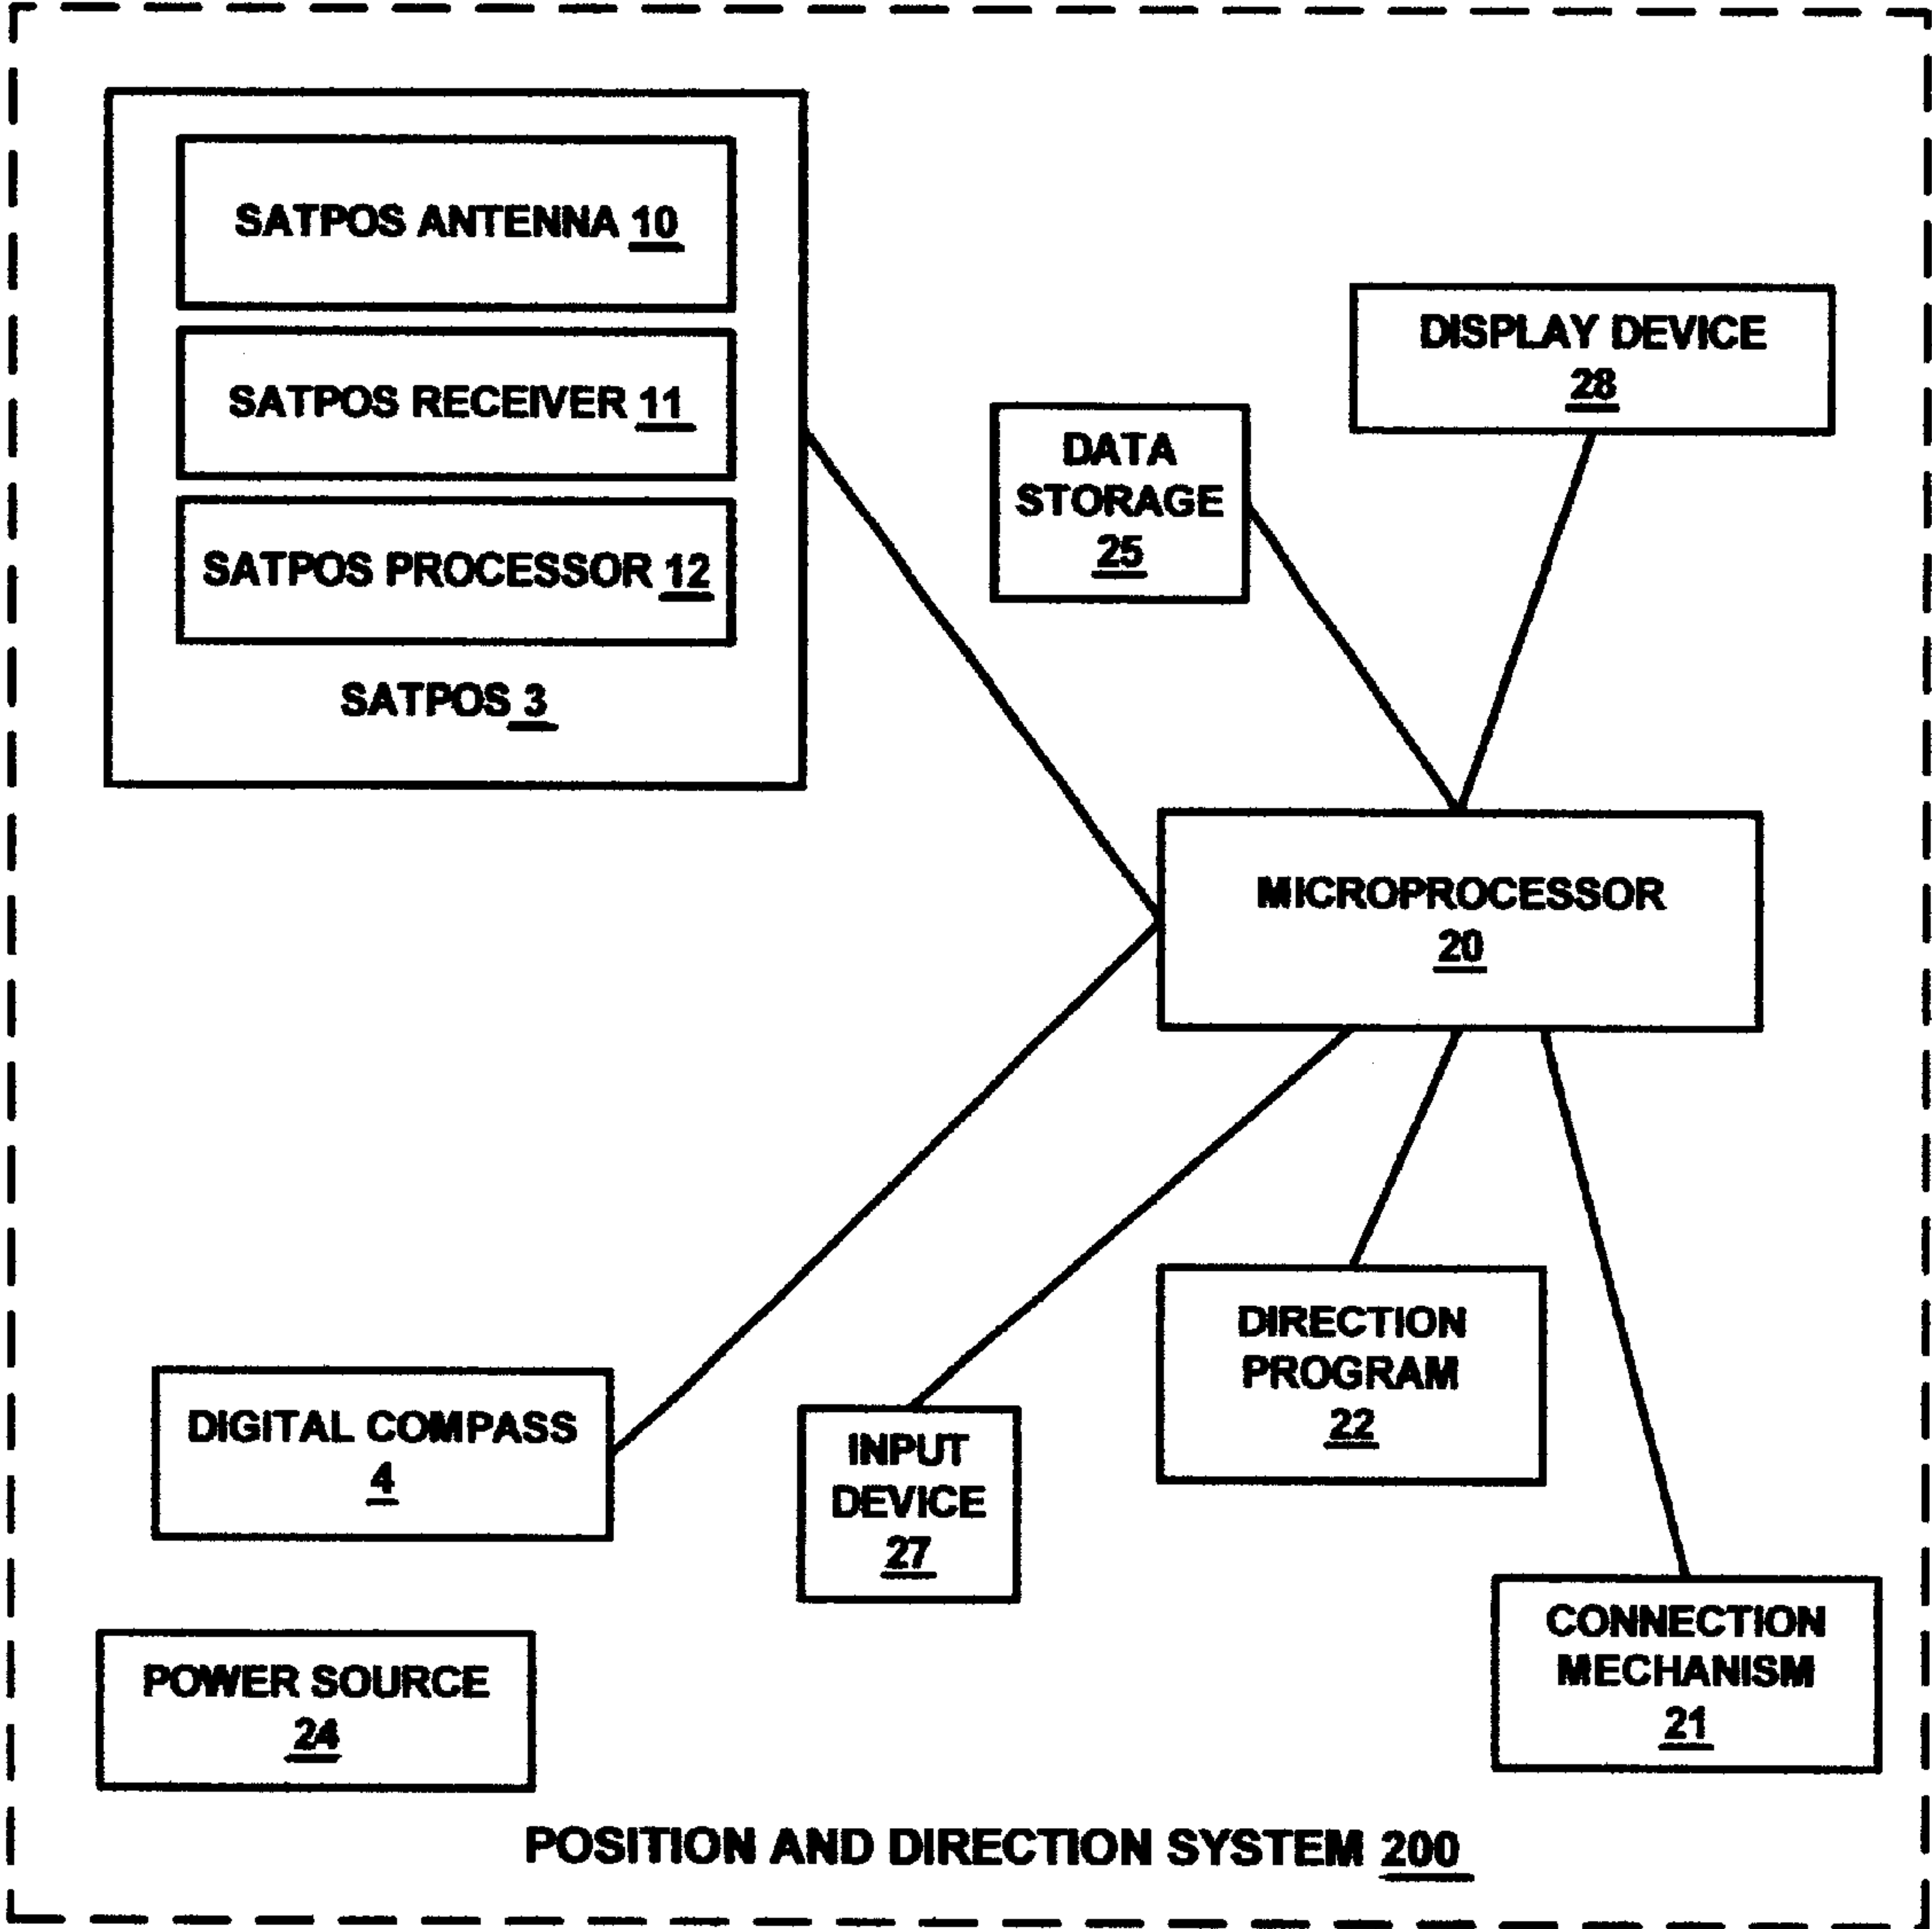 SATPOS ANTENNA 10
SATPOS RECEIVER 11
SATPOS PROCESSOR 12
SATPOS 3
DISPLAY DEVICE
28
DATA
STORAGE
25
MICROPROCESSOR
20
DIRECTION
PROGRAM
22
DIGITAL COMPASS
4
INPUT
DEVICE
27
CONNECTION
MECHANISM
21
POWER SOURCE
24
POSITION AND DIRECTION SYSTEM 200